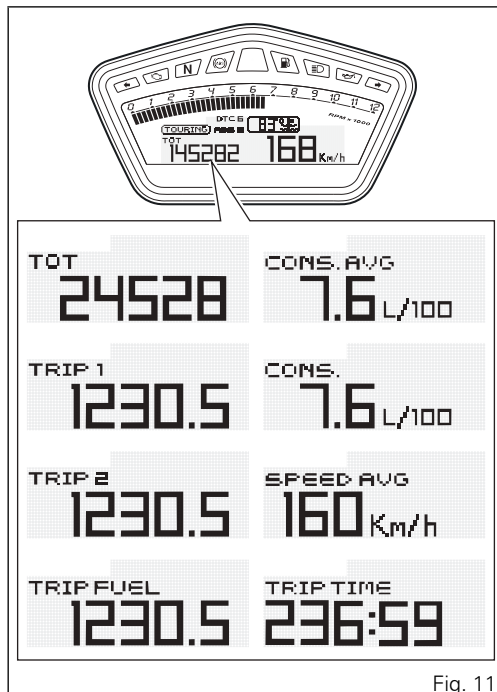 N
0 1 2 3 4 5 6 7 8 9 10 11 12
RPM x 1000
DTC 6
TOURING
TOT
145282 168 Km/h
TOT
24528
CONS. AVG
7.6 L/100
TRIP 1
1230.5
CONS.
7.6 L/100
TRIP 2
1230.5
SPEED AVG
160 Km/h
TRIP FUEL
1230.5
TRIP TIME
236:59
Fig. 11